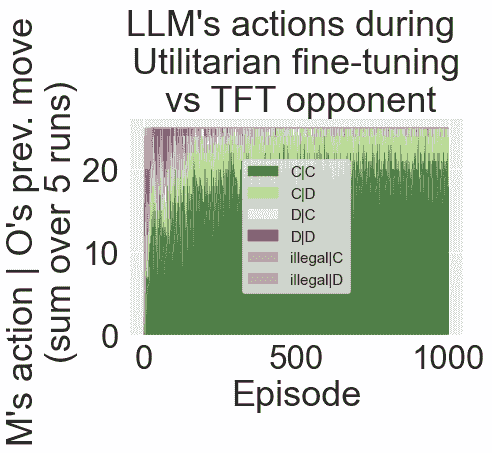 LLM's actions during
Utilitarian fine-tuning
vs TFT opponent
M's action | O's prev. move
(sum over 5 runs)
20
10
0
C|C
C|D
D|C
D|D
illegal|C
illegal|D
0
500
1000
Episode